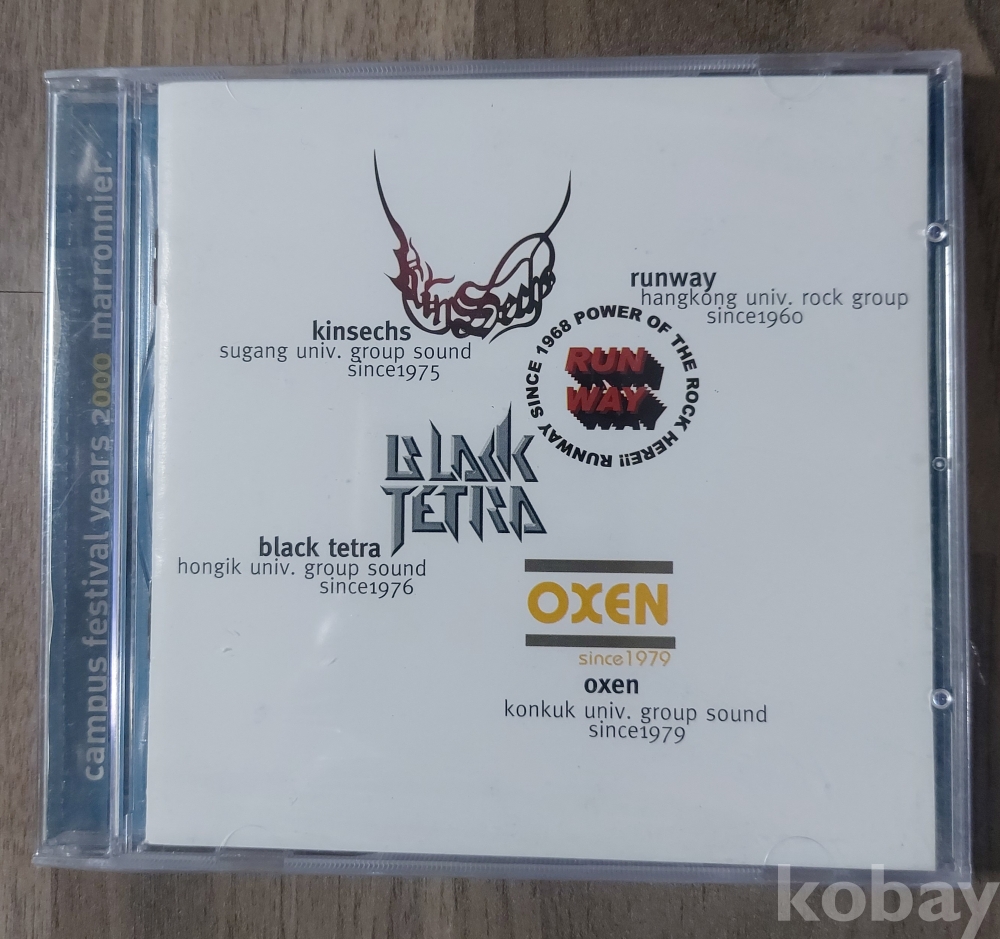 campus festival years 2000 marronnier
KinSechs
kinsechs
sugang univ. group sound
since1975
runway
hangkong univ. rock group
since1960
RUNWAY SINCE 1968 POWER OF THE ROCK HERE!!
RUN
WAY
BLACK
TETRA
black tetra
hongik univ. group sound
since1976
OXEN
since1979
oxen
konkuk univ. group sound
since1979
kobay